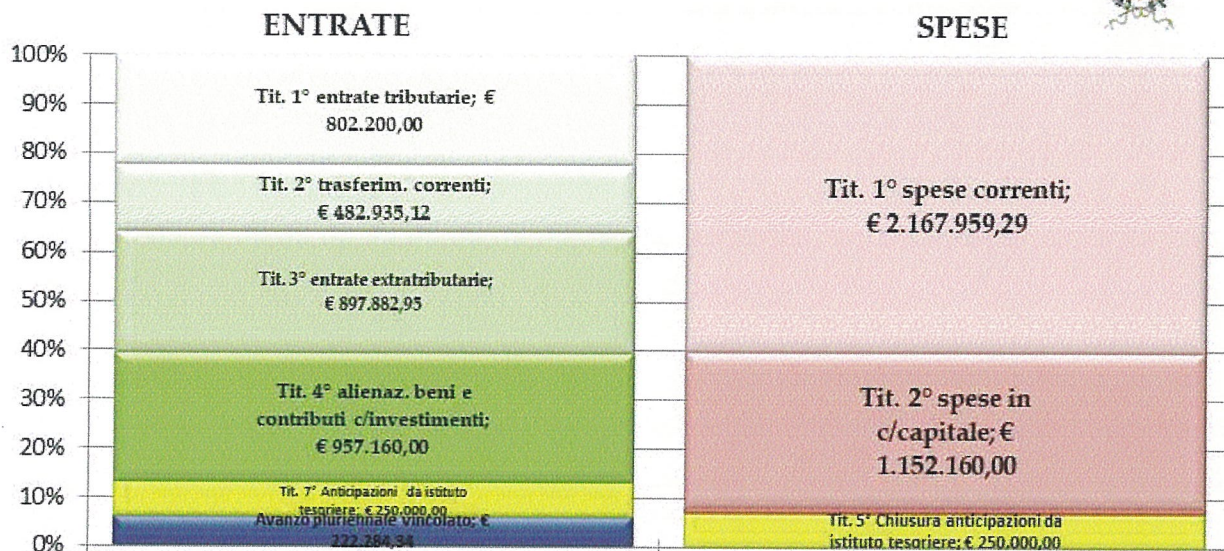 ENTRATE
100%
90%
80%
70%
60%
50%
40%
30%
20%
10%
0%
Tit. 1° entrate tributarie; €
802.200,00
Tit. 2° trasferim. correnti;
€ 482.935,12
Tit. 3° entrate extratributarie;
€ 897.882,95
Tit. 4° alienaz. beni e
contributi c/investimenti;
€ 957.160,00
Tit. 7° Anticipazioni da istituto
tesoriere; € 250.000,00
Avanzo pluriennale vincolato; €
222.284,34
SPESE
Tit. 1° spese correnti;
€ 2.167.959,29
Tit. 2° spese in
c/capitale; €
1.152.160,00
Tit. 5° Chiusura anticipazioni da
istituto tesoriere; € 250.000,00